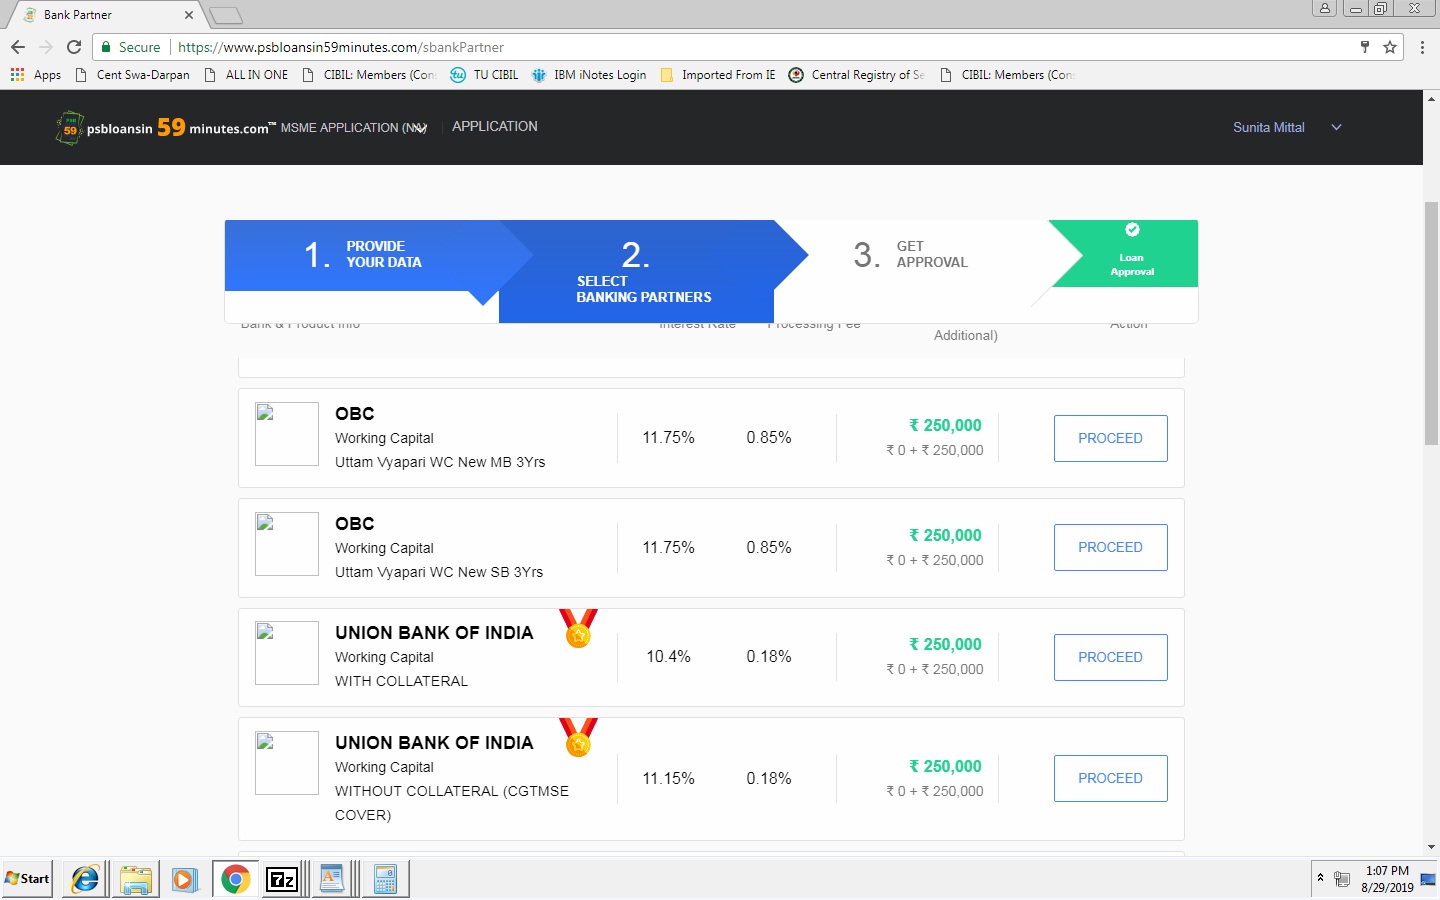 Bank Partner
Secure https://www.psbloansin59minutes.com/sbankPartner
Apps Cent Swa-Darpan ALL IN ONE CIBIL: Members (Con TU CIBIL IBM iNotes Login Imported From IE Central Registry of Se CIBIL: Members (Con
PSB 59 psbloansin 59 minutes.com™ MSME APPLICATION (NA) APPLICATION Sunita Mittal
1. PROVIDE
YOUR DATA
2.
SELECT
BANKING PARTNERS
3. GET
APPROVAL
Loan
Approval
Bank & Product Info Interest Rate Processing Fee Action
Additional)
OBC
Working Capital
Uttam Vyapari WC New MB 3Yrs
11.75% 0.85%
₹ 250,000
₹ 0 + ₹ 250,000
PROCEED
OBC
Working Capital
Uttam Vyapari WC New SB 3Yrs
11.75% 0.85%
₹ 250,000
₹ 0 + ₹ 250,000
PROCEED
UNION BANK OF INDIA
Working Capital
WITH COLLATERAL
10.4% 0.18%
₹ 250,000
₹ 0 + ₹ 250,000
PROCEED
UNION BANK OF INDIA
Working Capital
WITHOUT COLLATERAL (CGTMSE
COVER)
11.15% 0.18%
₹ 250,000
₹ 0 + ₹ 250,000
PROCEED
Start
7z
1:07 PM
8/29/2019